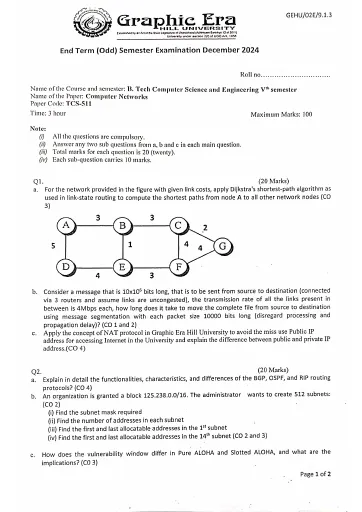 GEHU/02E/9.1.3
Graphic Era
HILL UNIVERSITY
End Term (Odd) Semester Examination December 2024
Roll no..................................
Name of the Course and semester: B. Tech Computer Science and Engineering Vth semester
Name of the Paper: Computer Networks
Paper Code: TCS-511
Time: 3 hour Maximum Marks: 100
Note:
(i) All the questions are compulsory.
(ii) Answer any two sub questions from a, b and c in each main question.
(iii) Total marks for each question is 20 (twenty).
(iv) Each sub-question carries 10 marks.
Q1. (20 Marks)
a. For the network provided in the figure with given link costs, apply Dijkstra's shortest-path algorithm as
used in link-state routing to compute the shortest paths from node A to all other network nodes (CO
3)
3 3
A B C 2
5 1 4 4 G
D E F
4 3
b. Consider a message that is 10x10⁵ bits long, that is to be sent from source to destination (connected
via 3 routers and assume links are uncongested), the transmission rate of all the links present in
between is 4Mbps each, how long does it take to move the complete file from source to destination
using message segmentation with each packet size 10000 bits long (disregard processing and
propagation delay)? (CO 1 and 2)
c. Apply the concept of NAT protocol in Graphic Era Hill University to avoid the miss use Public IP
address for accessing Internet in the University and explain the difference between public and private IP
address.(CO 4)
Q2. (20 Marks)
a. Explain in detail the functionalities, characteristics, and differences of the BGP, OSPF, and RIP routing
protocols? (CO 4)
b. An organization is granted a block 125.238.0.0/16. The administrator wants to create 512 subnets:
(CO 2)
(i) Find the subnet mask required
(ii) Find the number of addresses in each subnet
(iii) Find the first and last allocatable addresses in the 1st subnet
(iv) Find the first and last allocatable addresses in the 14th subnet (CO 2 and 3)
c. How does the vulnerability window differ in Pure ALOHA and Slotted ALOHA, and what are the
implications? (C0 3)
Page 1 of 2